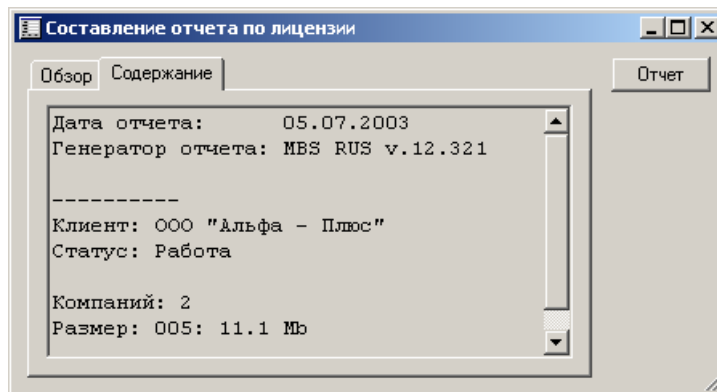 Составление отчета по лицензии
Обзор
Содержание
Отчет
Дата отчета: 05.07.2003
Генератор отчета: MBS RUS v.12.321
----------
Клиент: ООО "Альфа - Плюс"
Статус: Работа
Компаний: 2
Размер: 005: 11.1 Mb